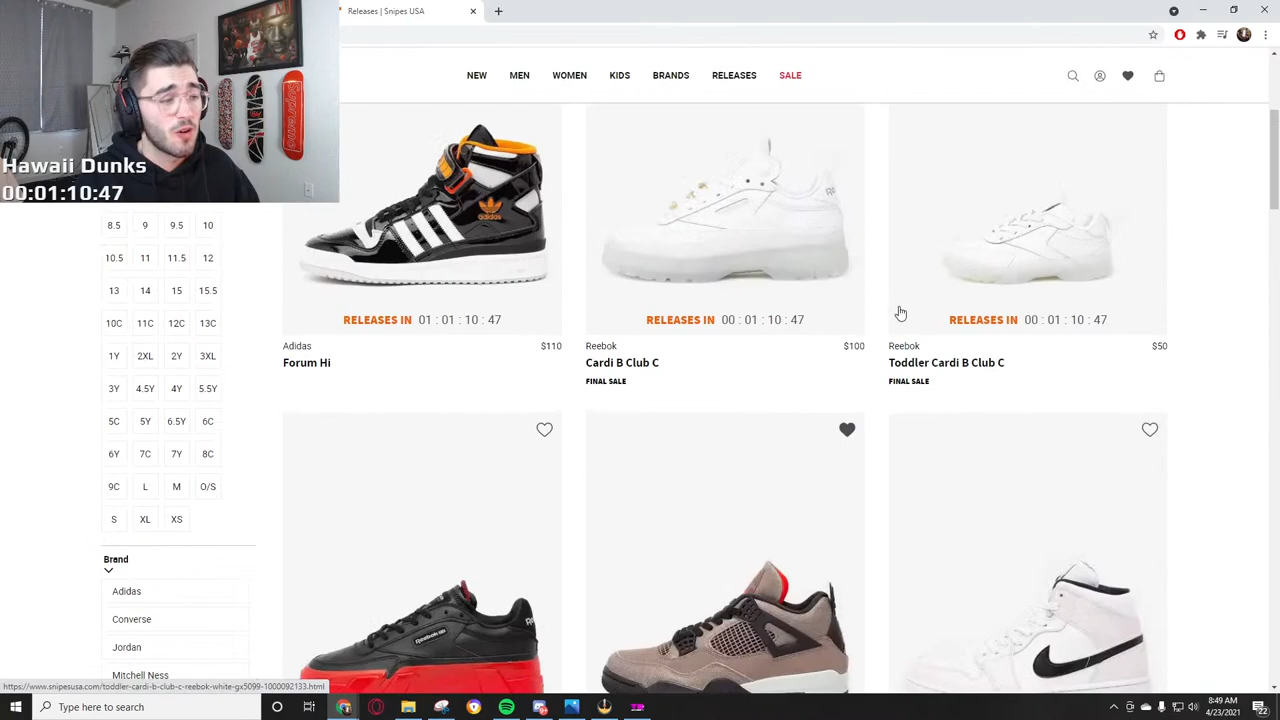 Releases | Snipes USA
NEW MEN WOMEN KIDS BRANDS RELEASES SALE
Supreme
Hawaii Dunks
00:01:10:47
8.5 9 9.5 10
10.5 11 11.5 12
13 14 15 15.5
10C 11C 12C 13C
1Y 2XL 2Y 3XL
3Y 4.5Y 4Y 5.5Y
5C 5Y 6.5Y 6C
6Y 7C 7Y 8C
9C L M O/S
S XL XS
Brand
Adidas
Converse
Jordan
Mitchell Ness
adidas
RELEASES IN 01 : 01 : 10 : 47
Adidas $110
Forum Hi
RELEASES IN 00 : 01 : 10 : 47
Reebok $100
Cardi B Club C
FINAL SALE
RELEASES IN 00 : 01 : 10 : 47
Reebok $50
Toddler Cardi B Club C
FINAL SALE
Reebok
https://www.snipesusa.com/toddler-cardi-b-club-c-reebok-white-gx5099-1000092133.html
Type here to search
8:49 AM
4/23/2021
22